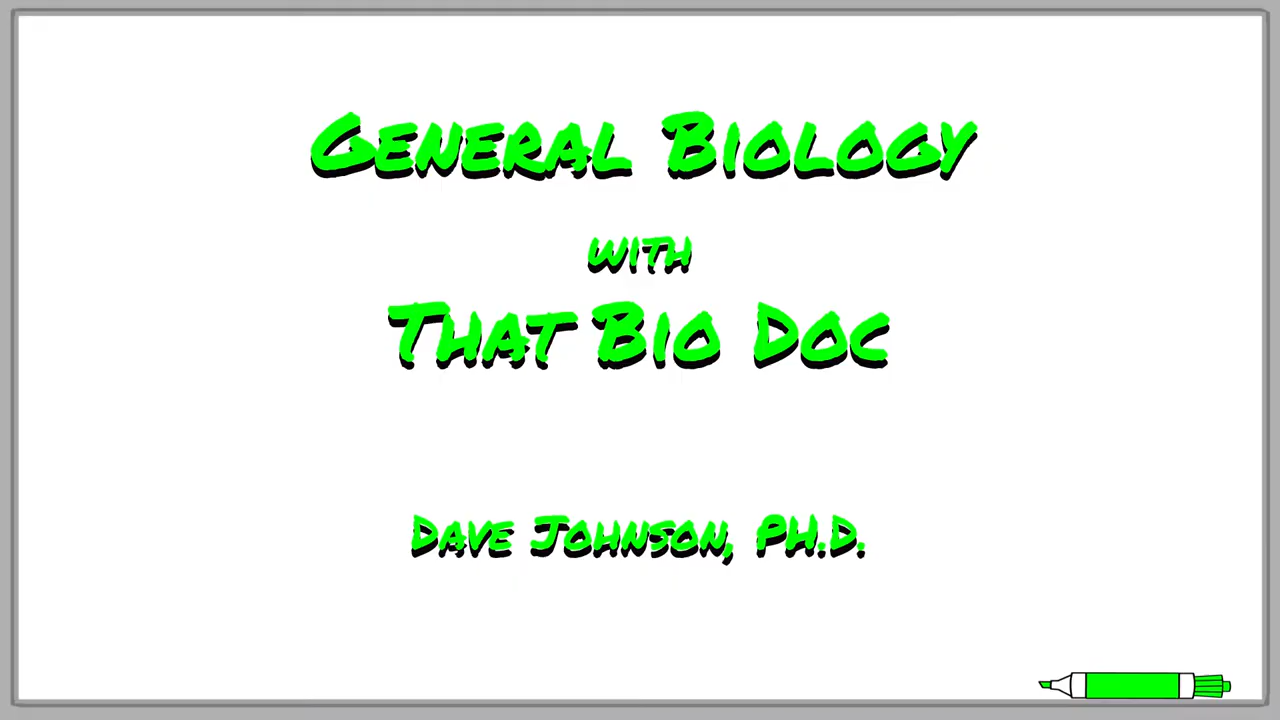 General Biology
with
That Bio Doc
Dave Johnson, PH.D.